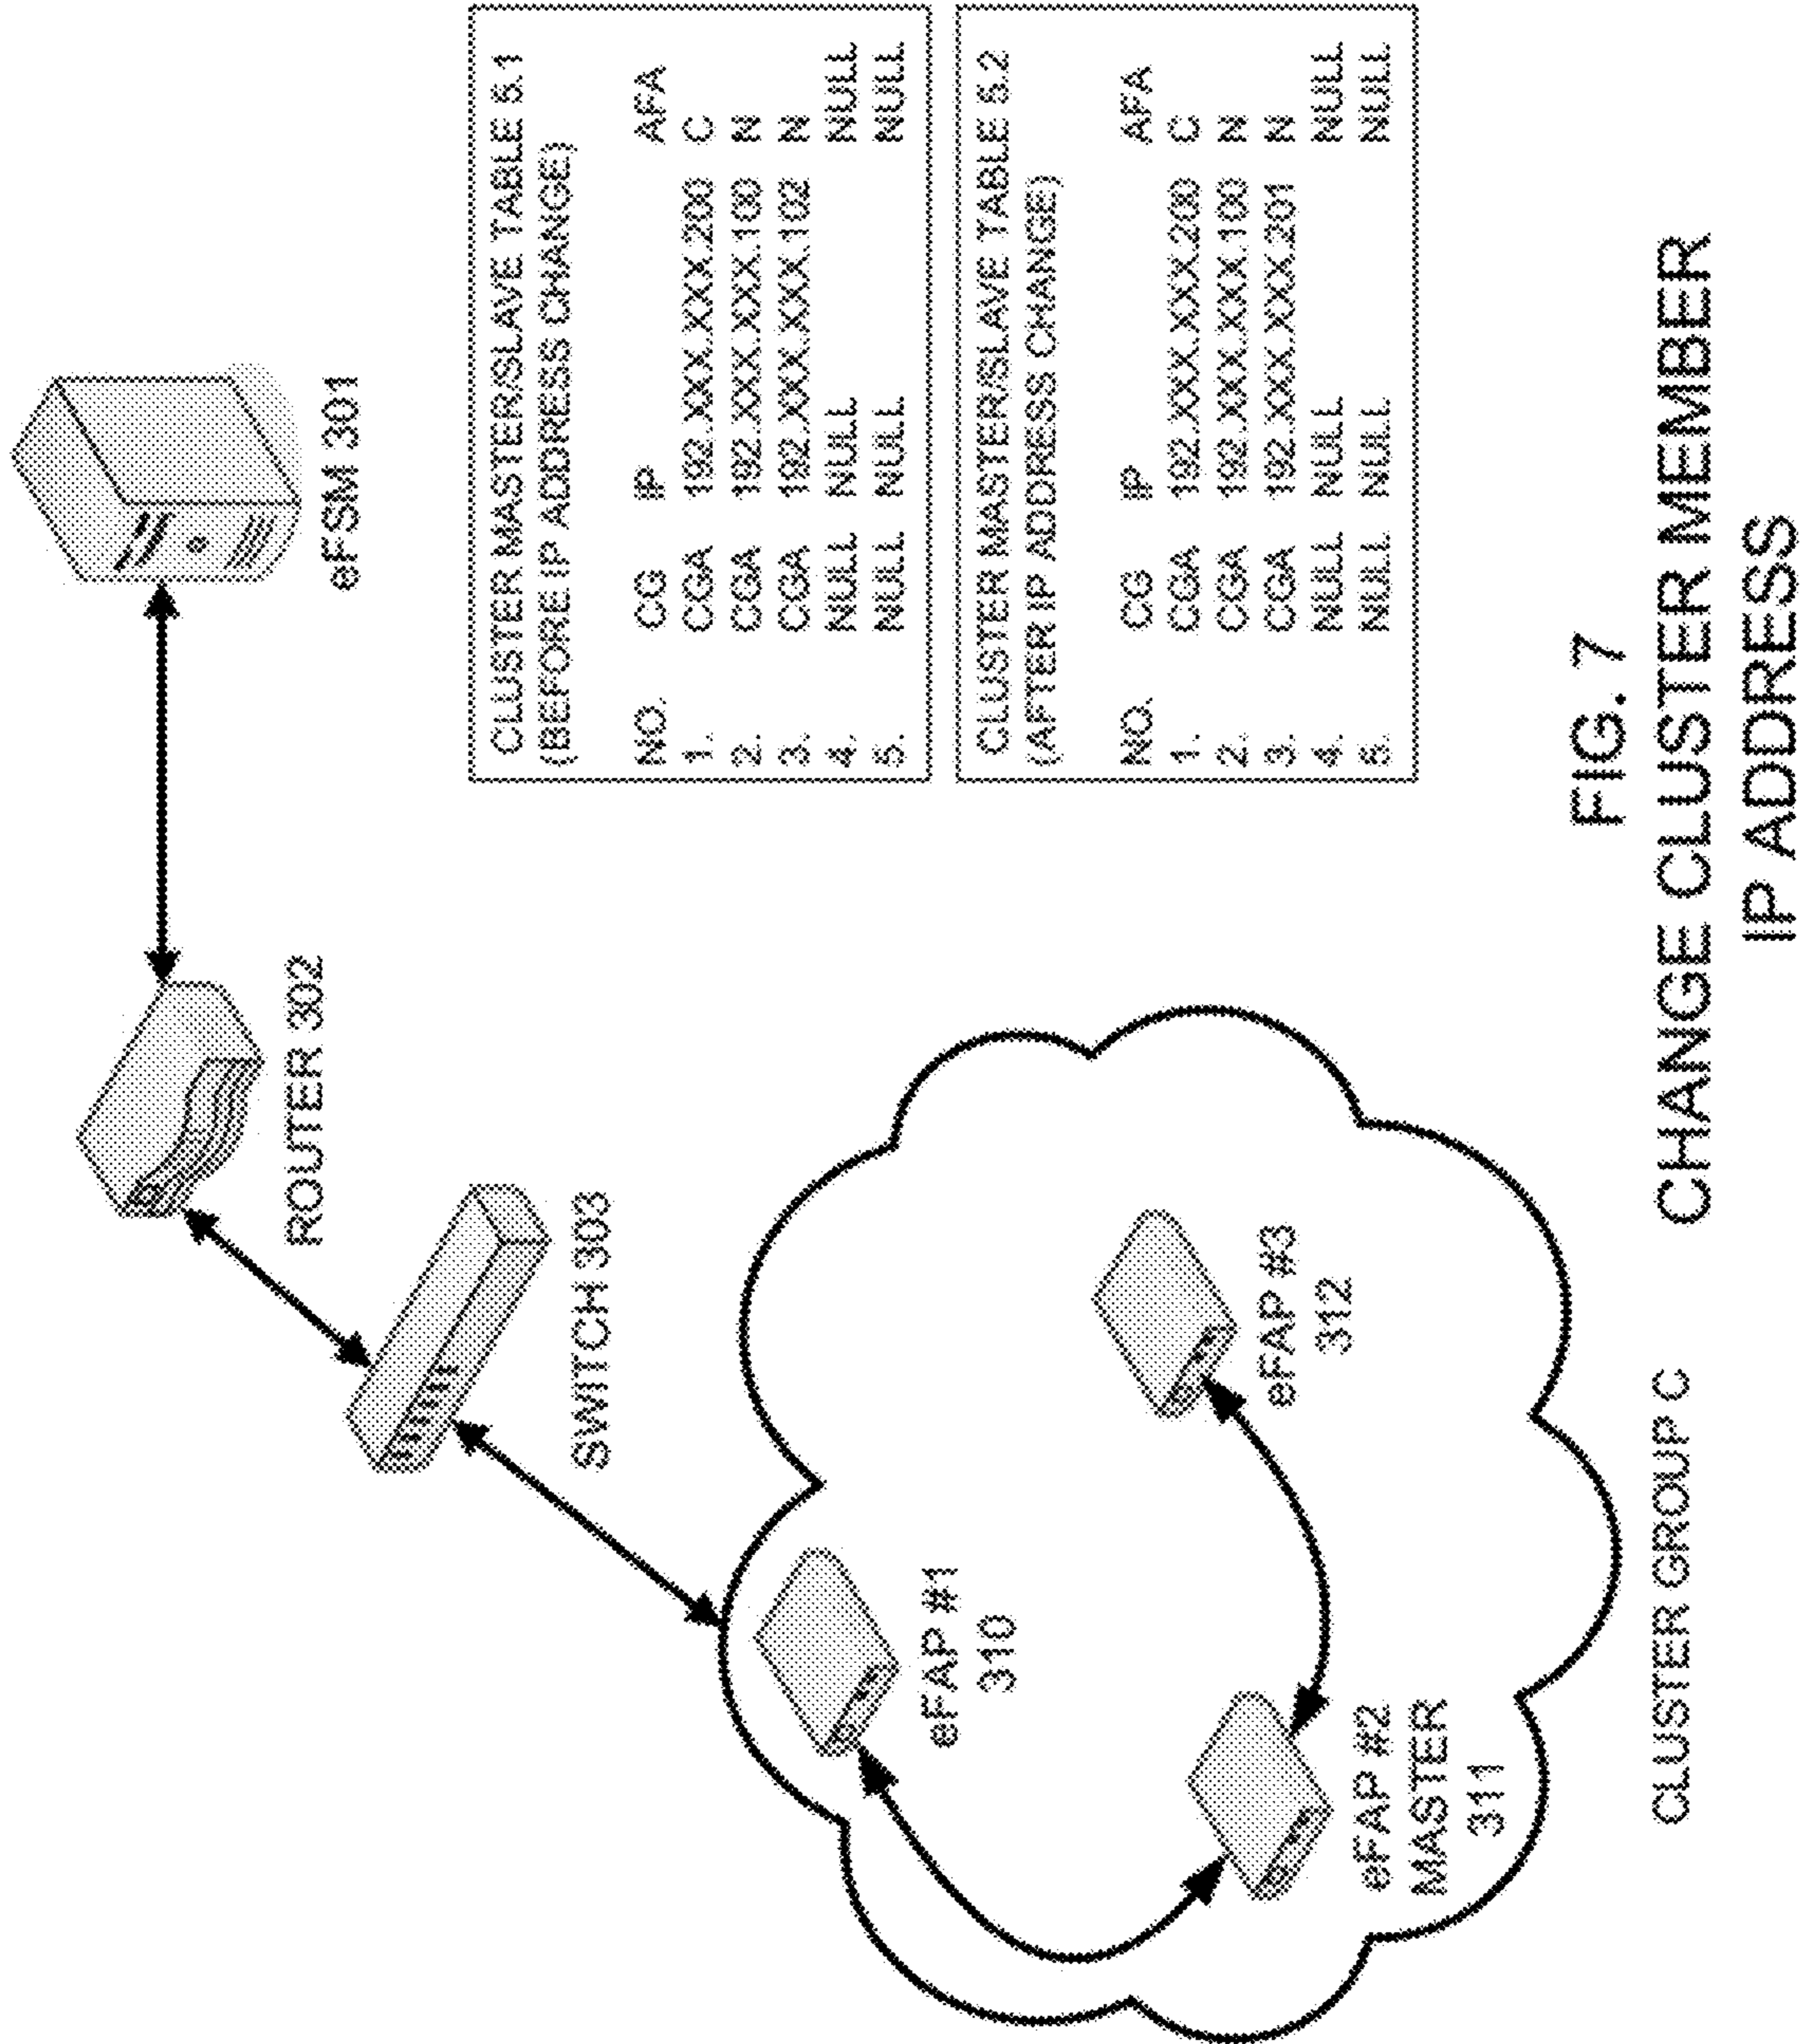 eFSM 301
ROUTER 302
SWITCH 303
eFAP #1
310
eFAP #2
MASTER
311
eFAP #3
312
CLUSTER GROUP C
CLUSTER MASTER/SLAVE TABLE 5.1
(BEFORE IP ADDRESS CHANGE)
NO. CG IP AFA
1. CGA 192.XXX.XXX.200 C
2. CGA 192.XXX.XXX.100 N
3. CGA 192.XXX.XXX.102 N
4. NULL NULL NULL
5. NULL NULL NULL
CLUSTER MASTER/SLAVE TABLE 5.2
(AFTER IP ADDRESS CHANGE)
NO. CG IP AFA
1. CGA 192.XXX.XXX.200 C
2. CGA 192.XXX.XXX.100 N
3. CGA 192.XXX.XXX.201 N
4. NULL NULL NULL
5. NULL NULL NULL
FIG. 7
CHANGE CLUSTER MEMBER
IP ADDRESS